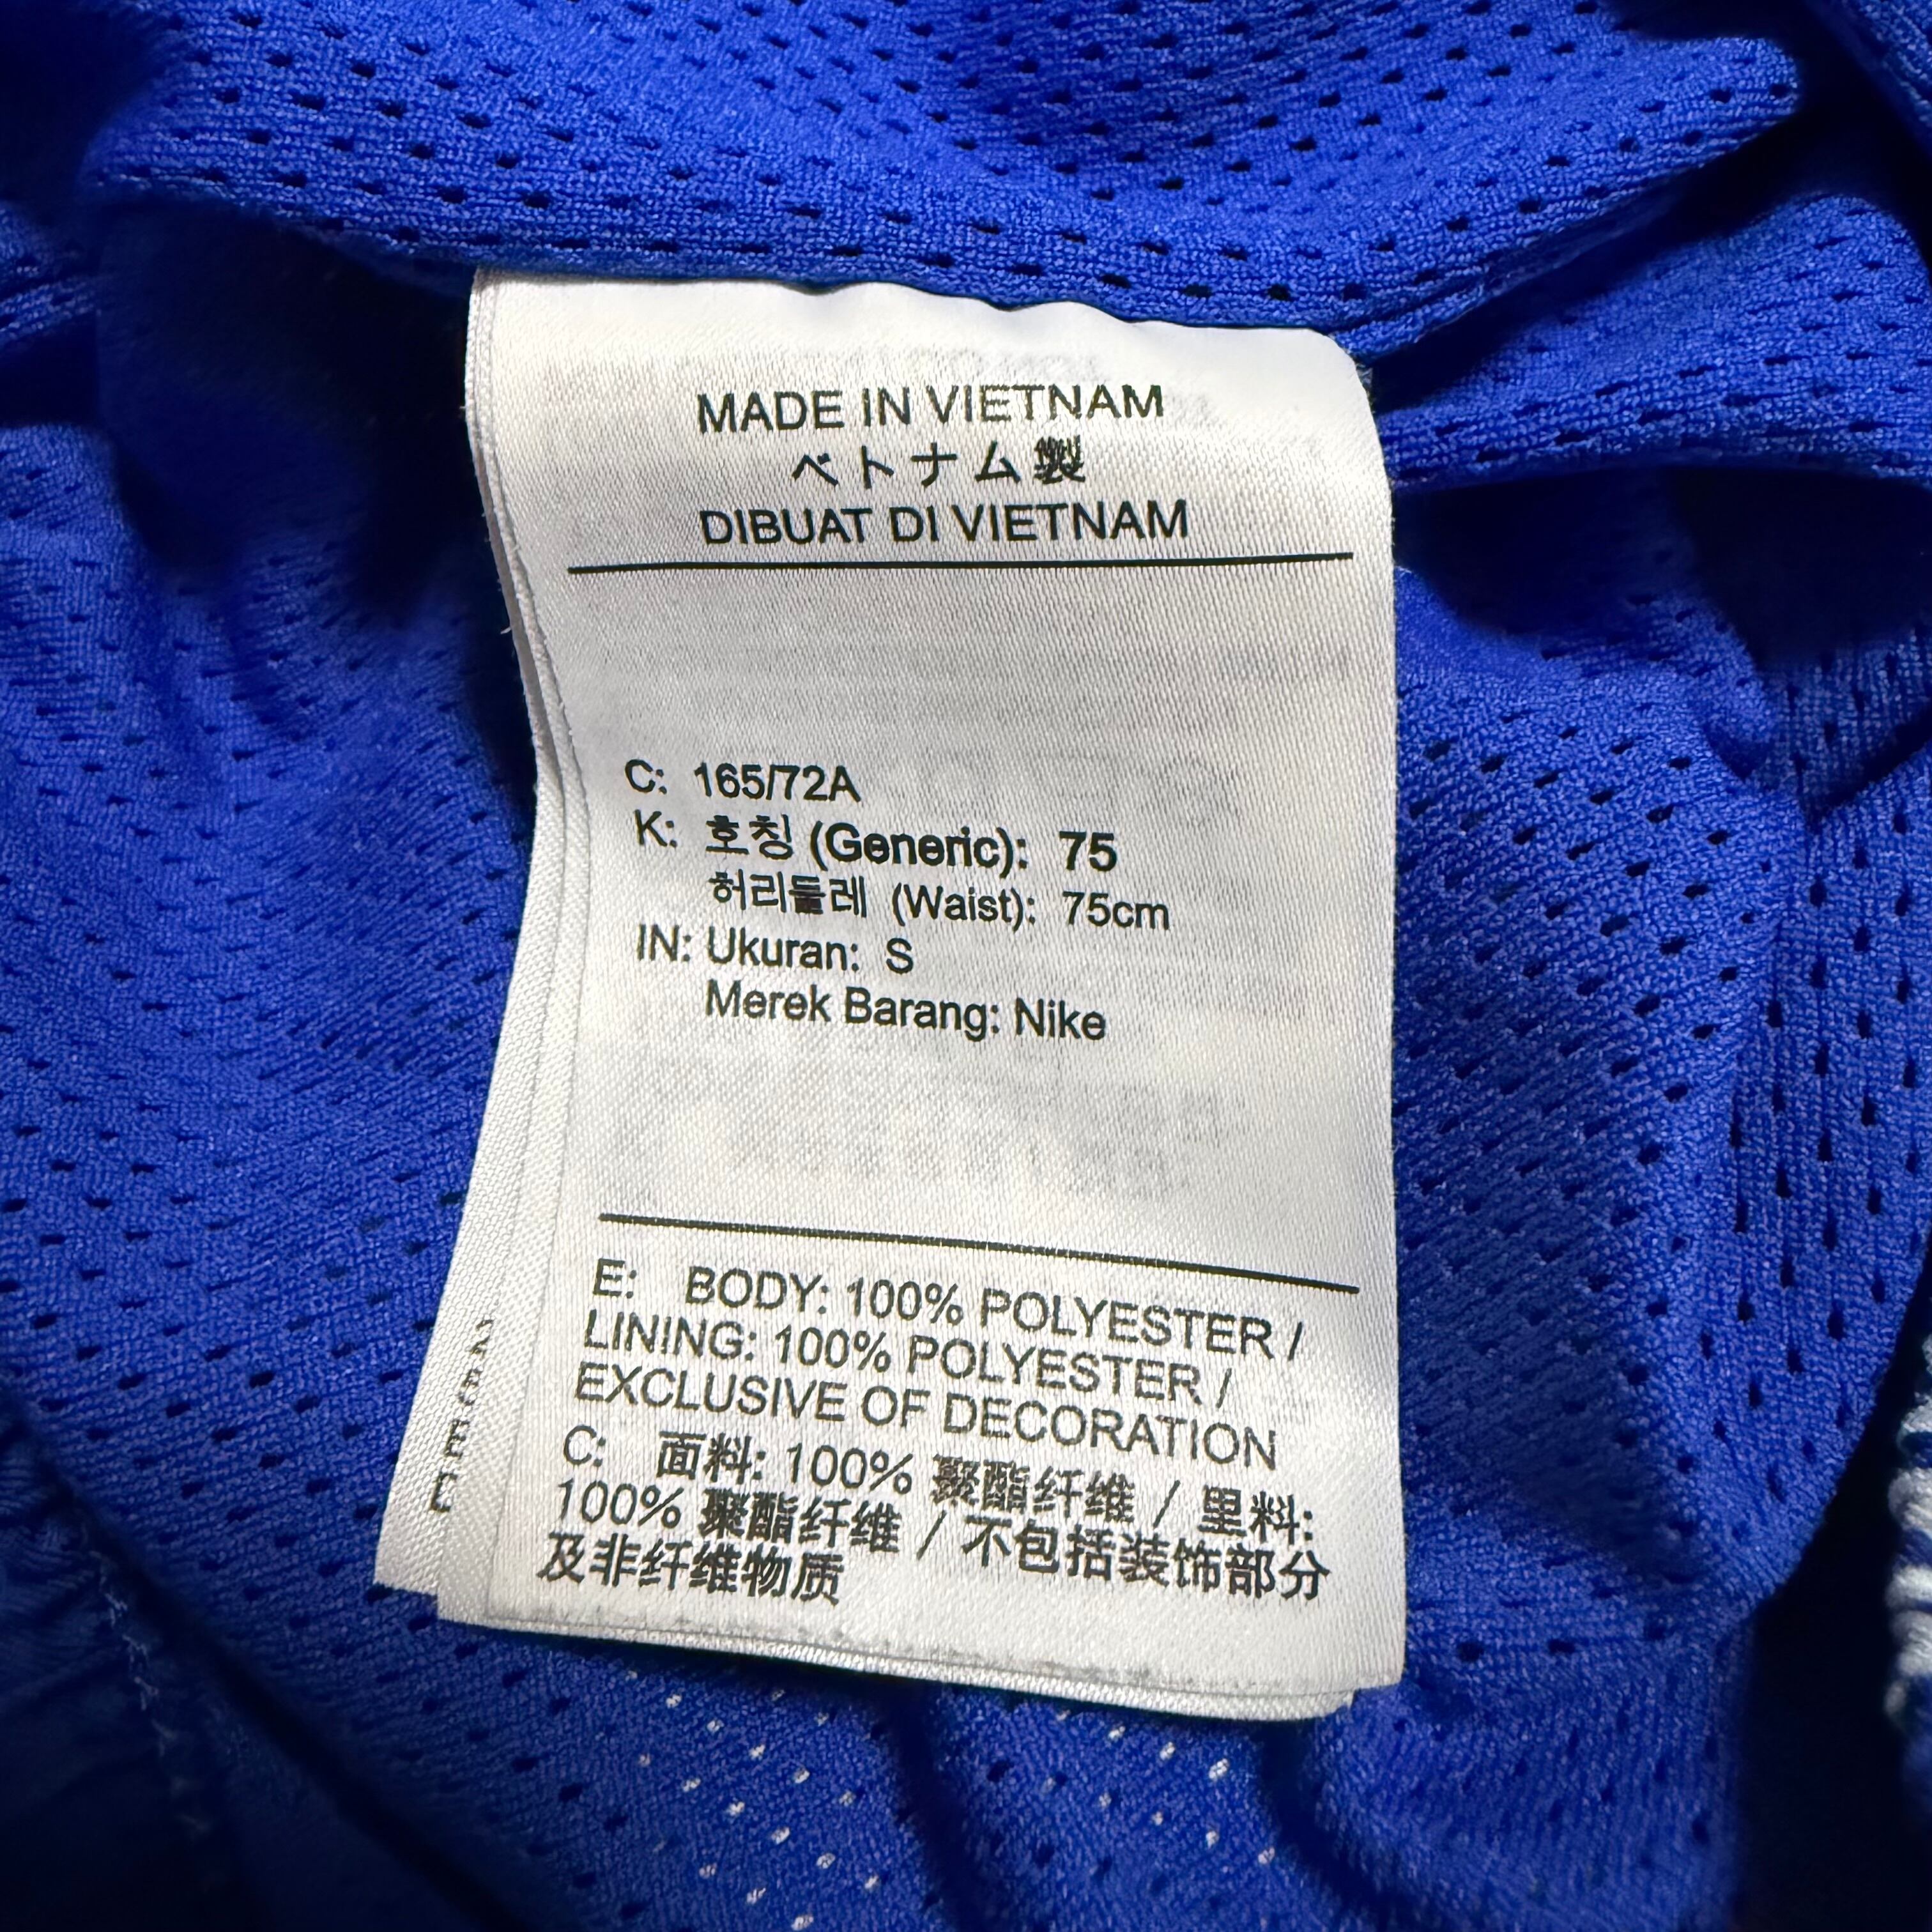 MADE IN VIETNAM
ベトナム製
DIBUAT DI VIETNAM
C: 165/72A
K: 호칭 (Generic): 75
허리둘레 (Waist): 75cm
IN: Ukuran: S
Merek Barang: Nike
E: BODY: 100% POLYESTER /
LINING: 100% POLYESTER /
EXCLUSIVE OF DECORATION
C: 面料: 100% 聚酯纤维 / 里料:
100% 聚酯纤维 / 不包括装饰部分
及非纤维物质